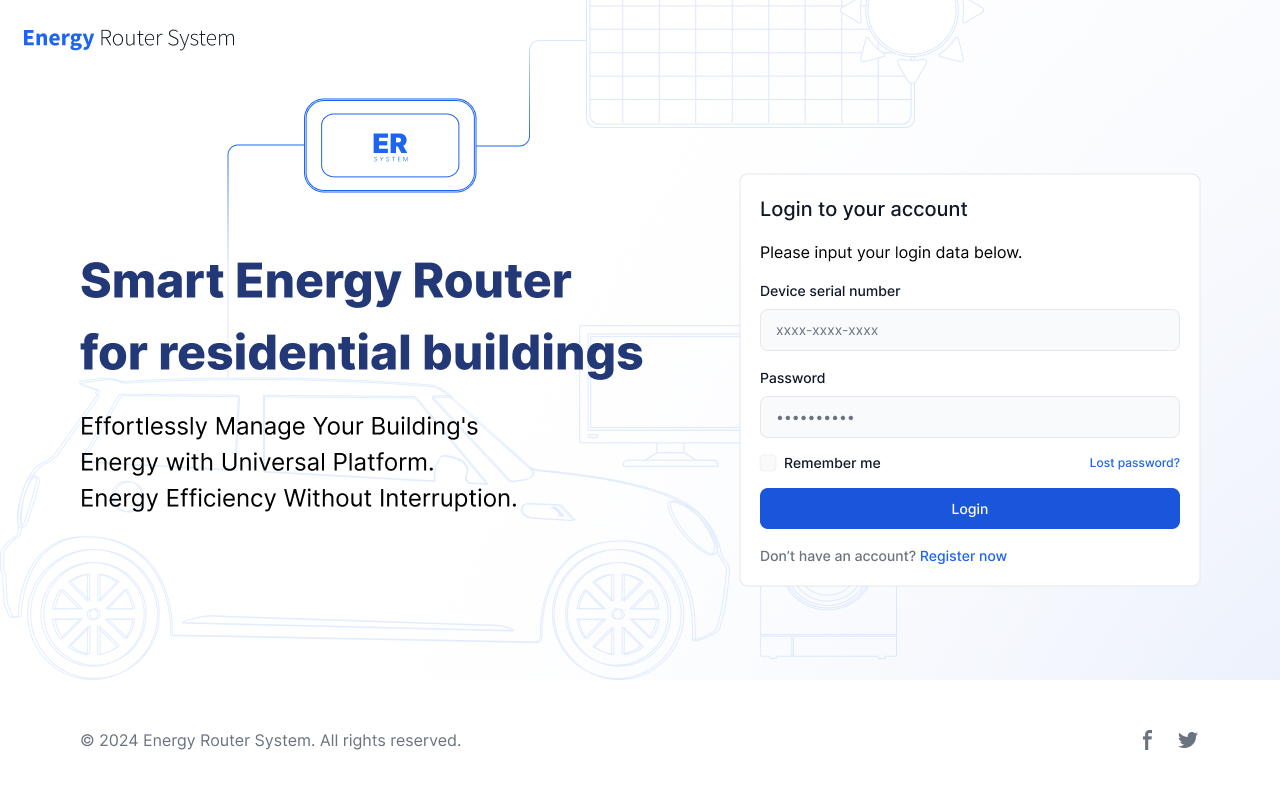 Energy Router System
ER
SYSTEM
Smart Energy Router
for residential buildings
Effortlessly Manage Your Building's
Energy with Universal Platform.
Energy Efficiency Without Interruption.
Login to your account
Please input your login data below.
Device serial number
xxxx-xxxx-xxxx
Password
••••••••••
Remember me
Lost password?
Login
Don’t have an account? Register now
© 2024 Energy Router System. All rights reserved.